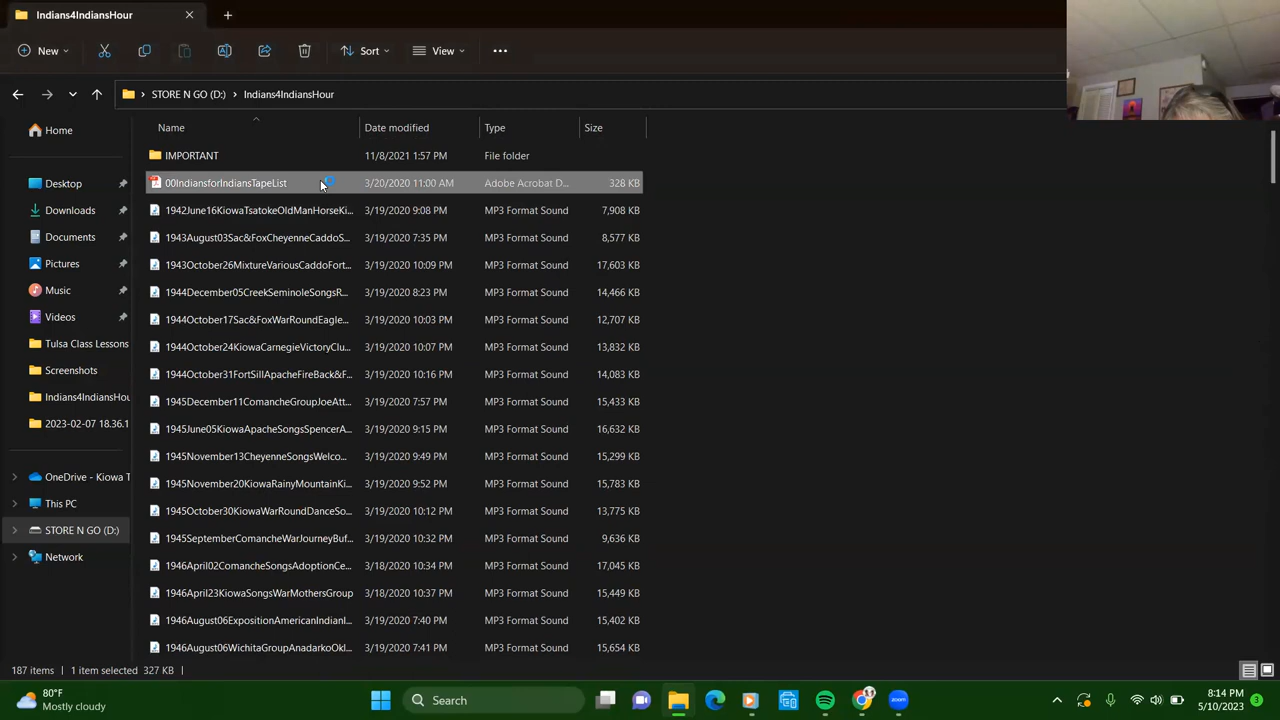 Indians4IndiansHour
New
Sort
View
STORE N GO (D:) Indians4IndiansHour
Home
Desktop
Downloads
Documents
Pictures
Music
Videos
Tulsa Class Lessons
Screenshots
Indians4IndiansHou
2023-02-07 18.36.1
OneDrive - Kiowa T
This PC
STORE N GO (D:)
Network
Name Date modified Type Size
IMPORTANT 11/8/2021 1:57 PM File folder
00IndiansforIndiansTapeList 3/20/2020 11:00 AM Adobe Acrobat D... 328 KB
1942June16KiowaTsatokeOldManHorseKi... 3/19/2020 9:08 PM MP3 Format Sound 7,908 KB
1943August03Sac&FoxCheyenneCaddoS... 3/19/2020 7:35 PM MP3 Format Sound 8,577 KB
1943October26MixtureVariousCaddoFort... 3/19/2020 10:09 PM MP3 Format Sound 17,603 KB
1944December05CreekSeminoleSongsR... 3/19/2020 8:23 PM MP3 Format Sound 14,466 KB
1944October17Sac&FoxWarRoundEagle... 3/19/2020 10:03 PM MP3 Format Sound 12,707 KB
1944October24KiowaCarnegieVictoryClu... 3/19/2020 10:07 PM MP3 Format Sound 13,832 KB
1944October31FortSillApacheFireBack&F... 3/19/2020 10:16 PM MP3 Format Sound 14,083 KB
1945December11ComancheGroupJoeAtt... 3/19/2020 7:57 PM MP3 Format Sound 15,433 KB
1945June05KiowaApacheSongsSpencerA... 3/19/2020 9:15 PM MP3 Format Sound 16,632 KB
1945November13CheyenneSongsWelco... 3/19/2020 9:49 PM MP3 Format Sound 15,299 KB
1945November20KiowaRainyMountainKi... 3/19/2020 9:52 PM MP3 Format Sound 15,783 KB
1945October30KiowaWarRoundDanceSo... 3/19/2020 10:12 PM MP3 Format Sound 13,775 KB
1945SeptemberComancheWarJourneyBuf... 3/19/2020 10:32 PM MP3 Format Sound 9,636 KB
1946April02ComancheSongsAdoptionCe... 3/18/2020 10:34 PM MP3 Format Sound 17,045 KB
1946April23KiowaSongsWarMothersGroup 3/18/2020 10:37 PM MP3 Format Sound 15,449 KB
1946August06ExpositionAmericanIndianI... 3/19/2020 7:40 PM MP3 Format Sound 15,402 KB
1946August06WichitaGroupAnadarkoOkl... 3/19/2020 7:41 PM MP3 Format Sound 15,654 KB
187 items 1 item selected 327 KB
80°F
Mostly cloudy
Search
zoom
8:14 PM
5/10/2023
3